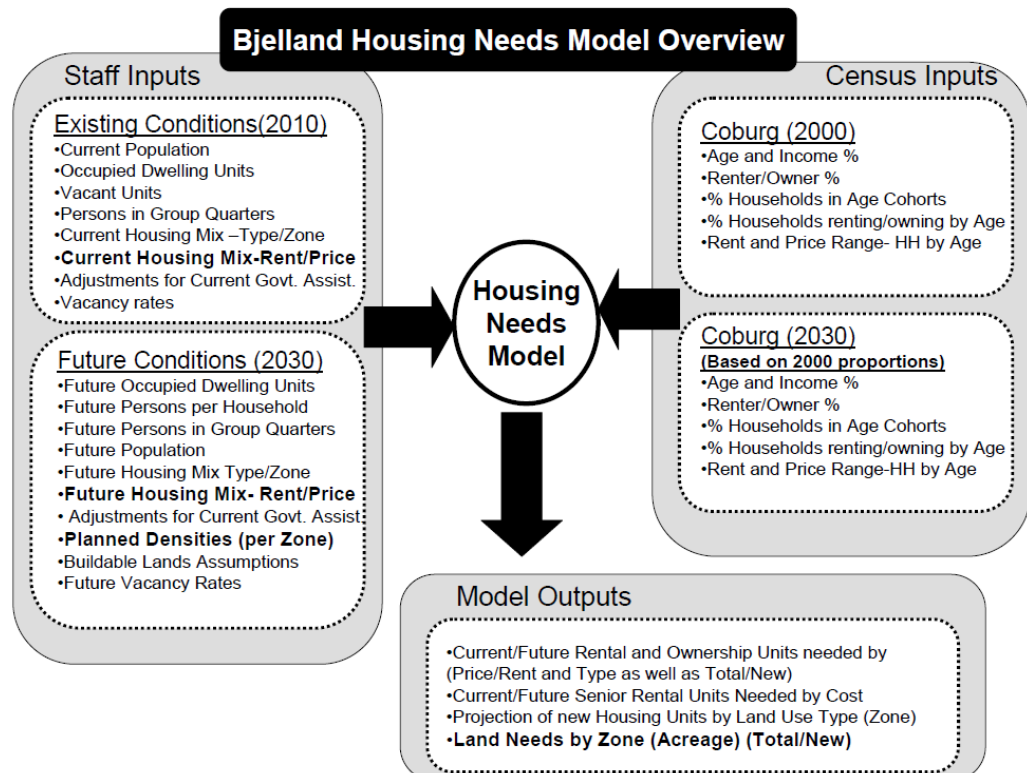 Bjelland Housing Needs Model Overview
Staff Inputs
Existing Conditions(2010)
•Current Population
•Occupied Dwelling Units
•Vacant Units
•Persons in Group Quarters
•Current Housing Mix –Type/Zone
•Current Housing Mix-Rent/Price
•Adjustments for Current Govt. Assist.
•Vacancy rates
Future Conditions (2030)
•Future Occupied Dwelling Units
•Future Persons per Household
•Future Persons in Group Quarters
•Future Population
•Future Housing Mix Type/Zone
•Future Housing Mix- Rent/Price
• Adjustments for Current Govt. Assist.
•Planned Densities (per Zone)
•Buildable Lands Assumptions
•Future Vacancy Rates
Housing
Needs
Model
Census Inputs
Coburg (2000)
•Age and Income %
•Renter/Owner %
•% Households in Age Cohorts
•% Households renting/owning by Age
•Rent and Price Range- HH by Age
Coburg (2030)
(Based on 2000 proportions)
•Age and Income %
•Renter/Owner %
•% Households in Age Cohorts
•% Households renting/owning by Age
•Rent and Price Range-HH by Age
Model Outputs
•Current/Future Rental and Ownership Units needed by
(Price/Rent and Type as well as Total/New)
•Current/Future Senior Rental Units Needed by Cost
•Projection of new Housing Units by Land Use Type (Zone)
•Land Needs by Zone (Acreage) (Total/New)